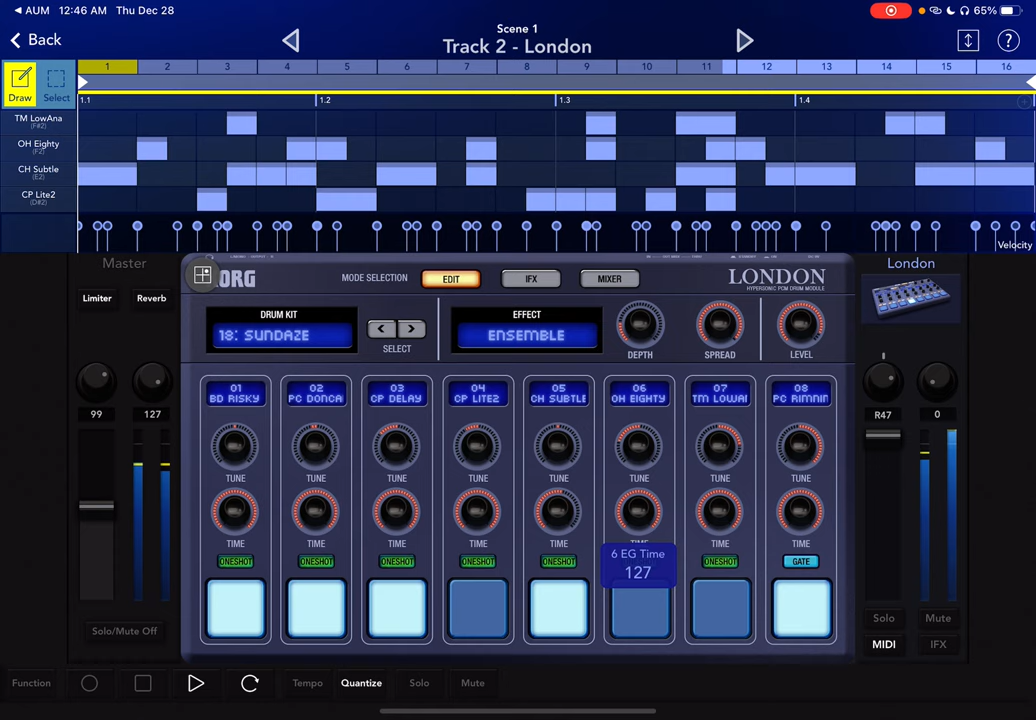 ◀ AUM 12:46 AM Thu Dec 28
65%
Back
Scene 1
Track 2 - London
?
1 2 3 4 5 6 7 8 9 10 11 12 13 14 15 16
Draw Select
1.1 1.2 1.3 1.4
TM LowAna
(F#2)
OH Eighty
(F2)
CH Subtle
(E2)
CP Lite2
(D#2)
Velocity
Master
Limiter Reverb
99 127
Solo/Mute Off
KORG
MODE SELECTION EDIT IFX MIXER
LONDON
HYPERSONIC PCM DRUM MODULE
DRUM KIT
18: SUNDAZE
SELECT
EFFECT
ENSEMBLE
DEPTH SPREAD LEVEL
01 02 03 04 05 06 07 08
BD RISKY PC DONCA CP DELAY CP LITE2 CH SUBTLE OH EIGHTY TM LOWAN PC RIMNIN
TUNE TUNE TUNE TUNE TUNE TUNE TUNE TUNE
TIME TIME TIME TIME TIME TIME TIME TIME
ONESHOT ONESHOT ONESHOT ONESHOT ONESHOT ONESHOT GATE
6 EG Time
127
London
R47 0
Solo Mute
MIDI IFX
Function Tempo Quantize Solo Mute